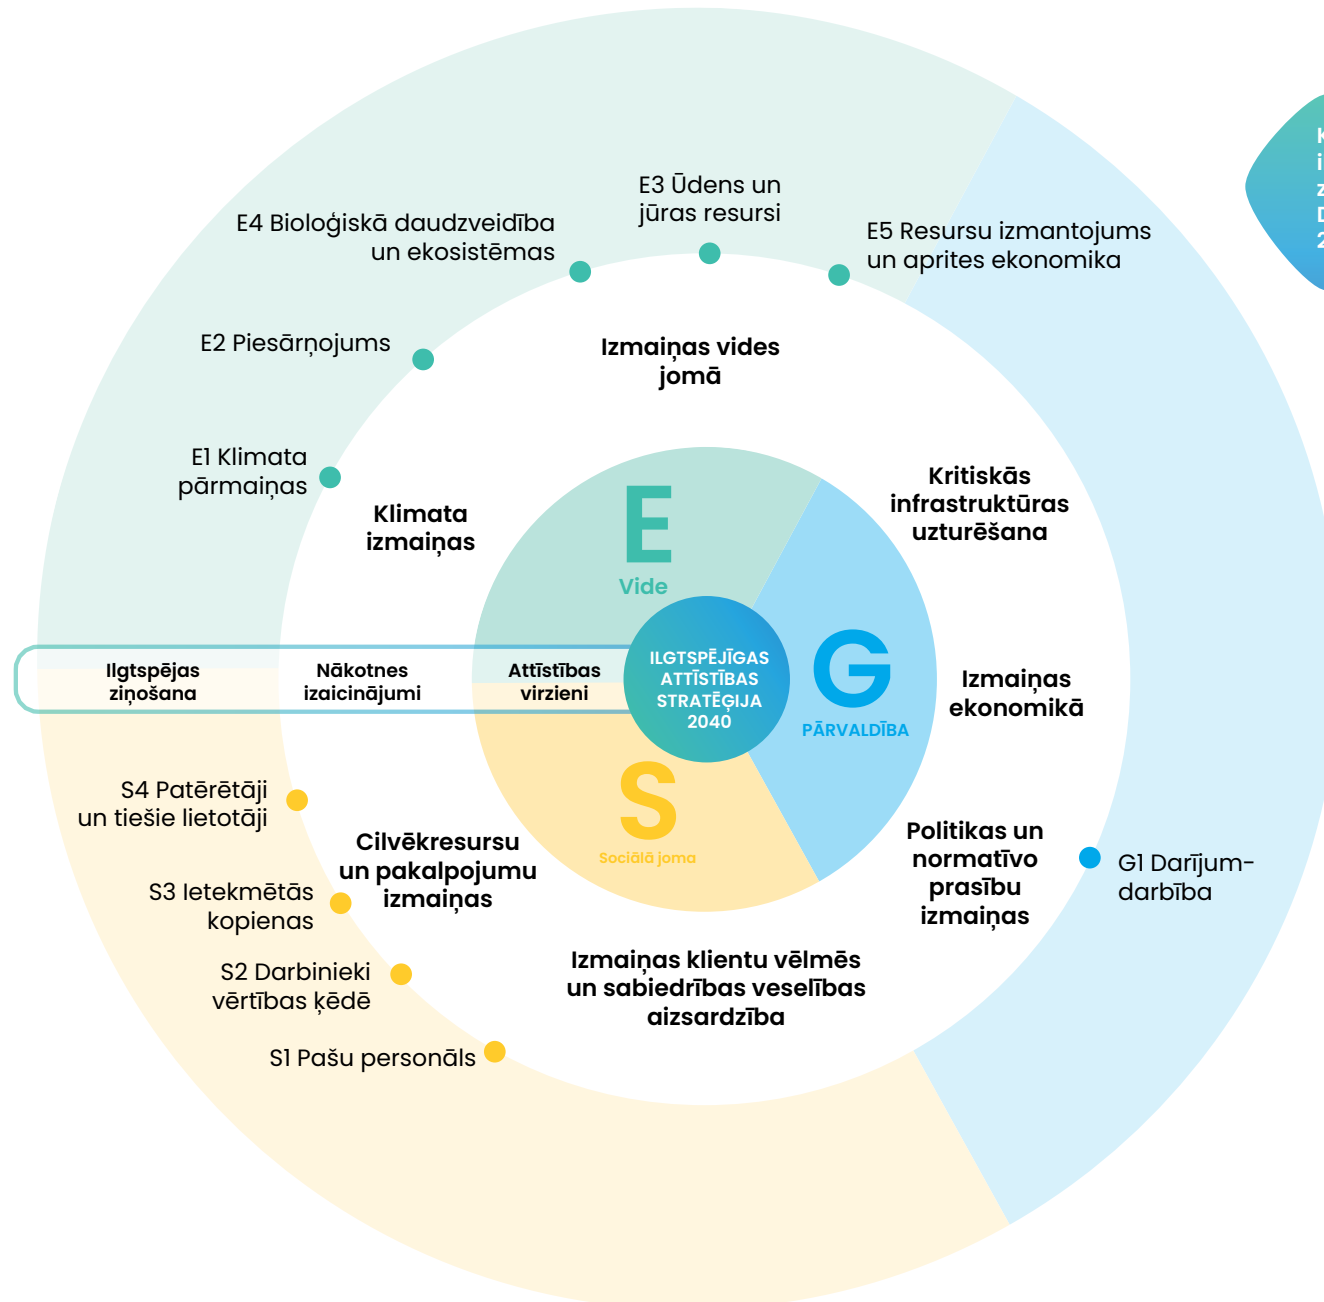 E3 Ūdens un
jūras resursi
E4 Bioloģiskā daudzveidība
un ekosistēmas
E5 Resursu izmantojums
un aprites ekonomika
E2 Piesārņojums
Izmaiņas vides
jomā
E1 Klimata
pārmaiņas
Klimata
izmaiņas
Kritiskās
infrastruktūras
uzturēšana
E
Vide
Ilgtspējas
ziņošana
Nākotnes
izaicinājumi
Attīstības
virzieni
ILGTSPĒJĪGAS
ATTĪSTĪBAS
STRATĒĢIJA
2040
G
PĀRVALDĪBA
Izmaiņas
ekonomikā
S
Sociālā joma
S4 Patērētāji
un tiešie lietotāji
Cilvēkresursu
un pakalpojumu
izmaiņas
Politikas un
normatīvo
prasību
izmaiņas
G1 Darījum-
darbība
S3 Ietekmētās
kopienas
S2 Darbinieki
vērtības ķēdē
Izmaiņas klientu vēlmēs
un sabiedrības veselības
aizsardzība
S1 Pašu personāls